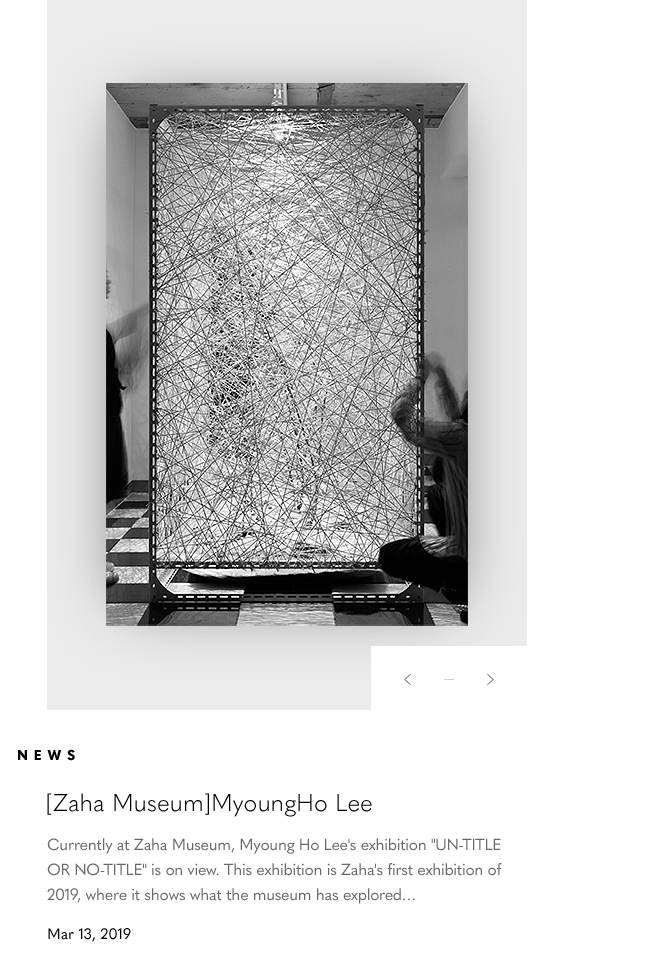 NEWS
[Zaha Museum]MyoungHo Lee
Currently at Zaha Museum, Myoung Ho Lee's exhibition "UN-TITLE
OR NO-TITLE" is on view. This exhibition is Zaha's first exhibition of
2019, where it shows what the museum has explored…
Mar 13, 2019